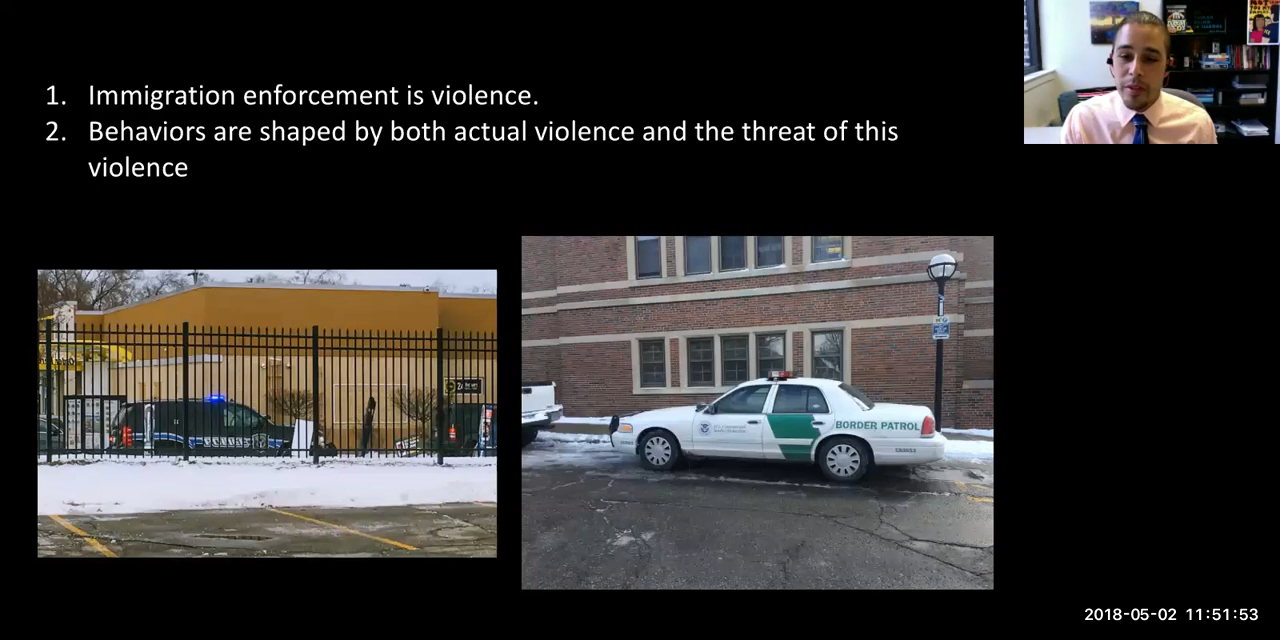 1. Immigration enforcement is violence.
2. Behaviors are shaped by both actual violence and the threat of this
violence
BORDER PATROL
2018-05-02 11:51:53